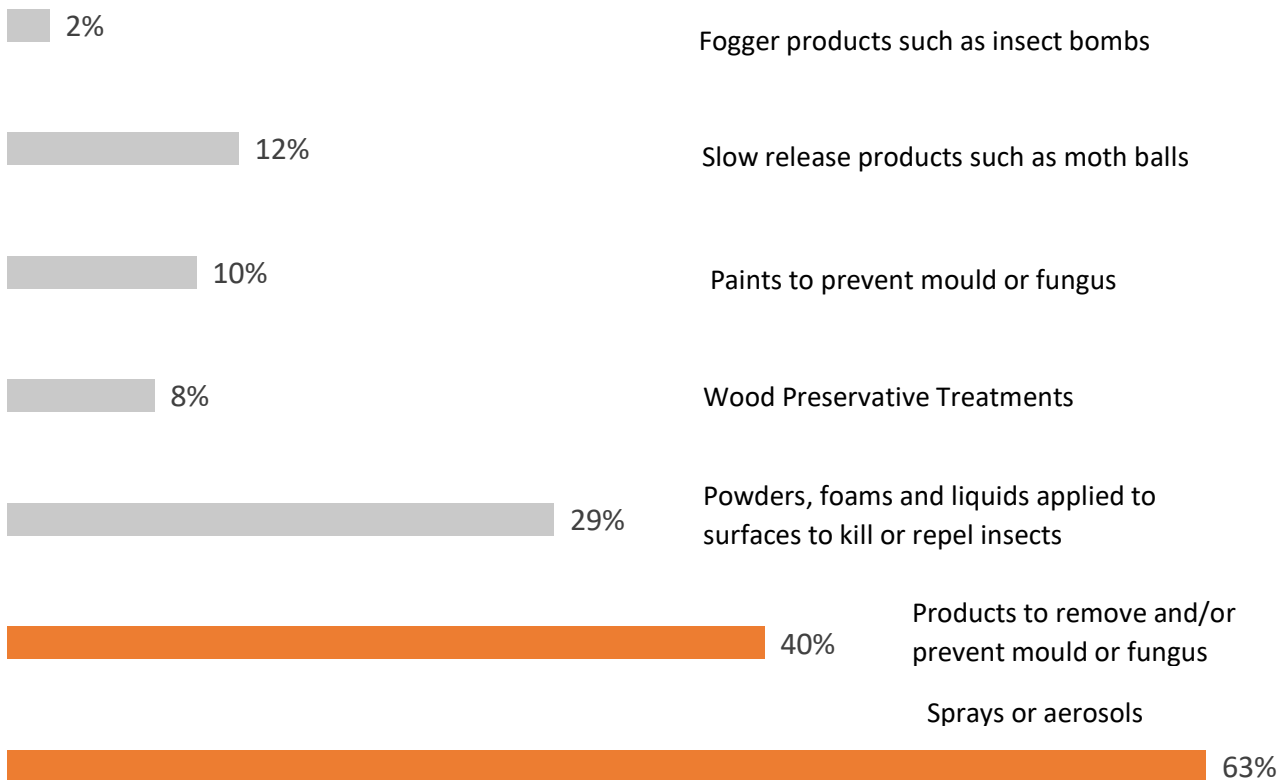 2%
Fogger products such as insect bombs
12%
Slow release products such as moth balls
10%
Paints to prevent mould or fungus
8%
Wood Preservative Treatments
29%
Powders, foams and liquids applied to
surfaces to kill or repel insects
40%
Products to remove and/or
prevent mould or fungus
Sprays or aerosols
63%